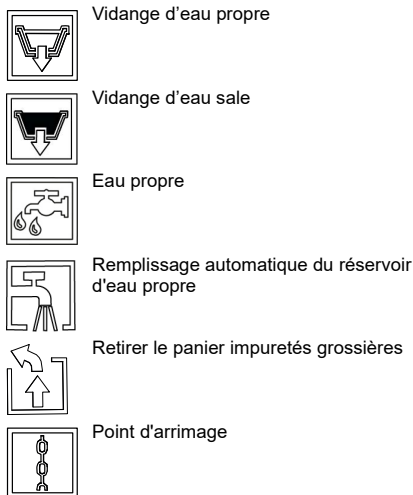 Vidange d’eau propre
Vidange d’eau sale
Eau propre
Remplissage automatique du réservoir
d'eau propre
Retirer le panier impuretés grossières
Point d'arrimage